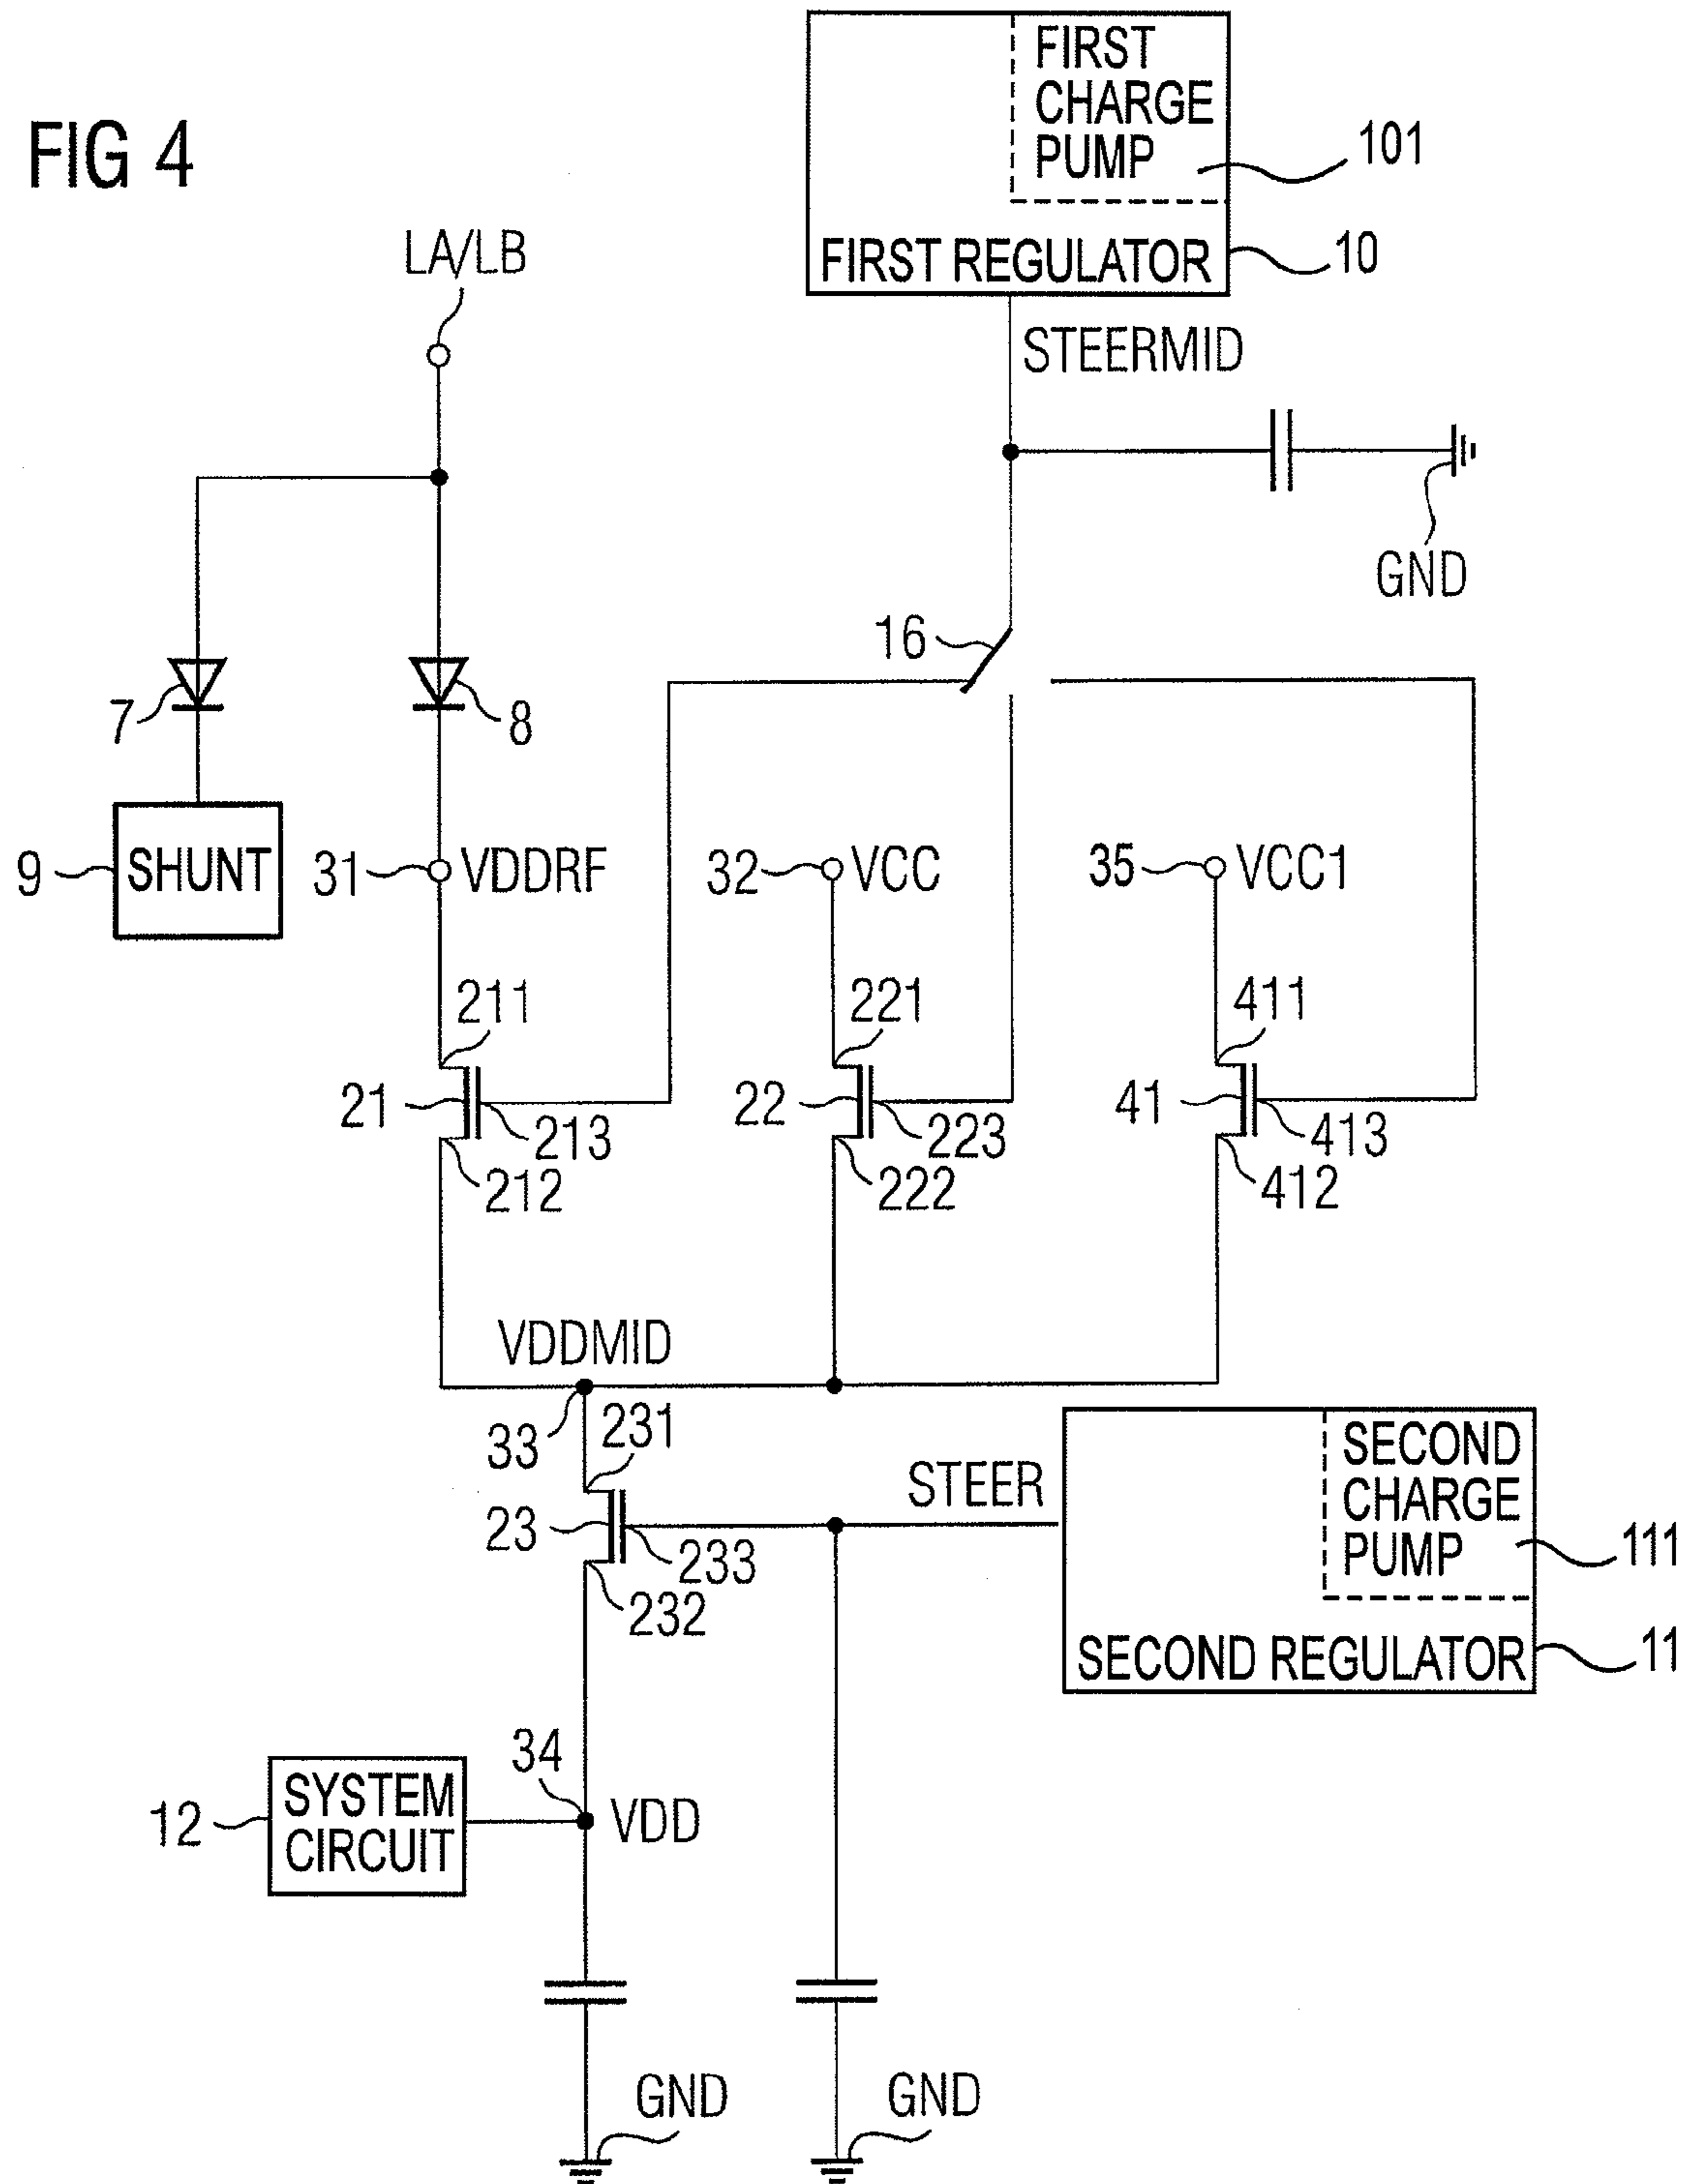 FIG 4
FIRST
CHARGE
PUMP
101
FIRST REGULATOR
10
LA/LB
STEERMID
GND
16
7
8
9
SHUNT
31
VDDRF
32
VCC
35
VCC1
211
221
411
21
213
212
22
223
222
41
413
412
VDDMID
33
231
SECOND
CHARGE
PUMP
111
STEER
23
233
232
SECOND REGULATOR
11
34
SYSTEM
CIRCUIT
12
VDD
GND
GND